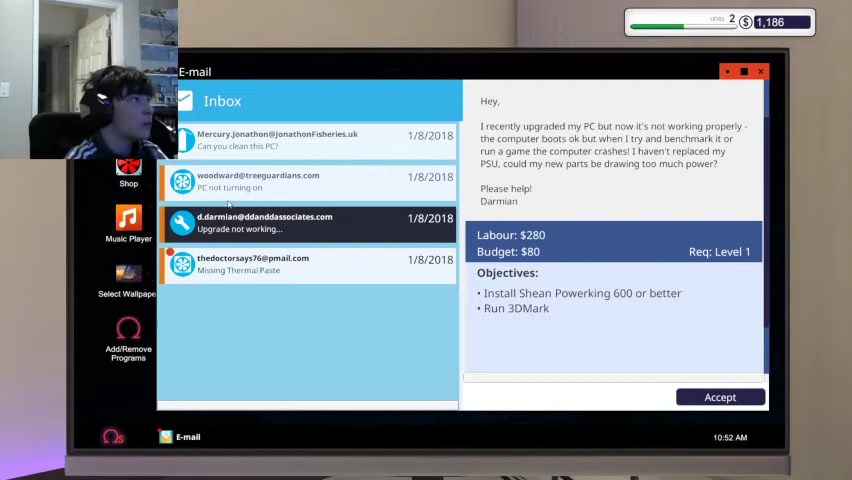 LEVEL 2 $ 1,186
E-mail
Inbox
Mercury.Jonathon@JonathonFisheries.uk 1/8/2018
Can you clean this PC?
woodward@treeguardians.com 1/8/2018
PC not turning on
d.darmian@ddanddassociates.com 1/8/2018
Upgrade not working...
thedoctorsays76@pmail.com 1/8/2018
Missing Thermal Paste
Hey,
I recently upgraded my PC but now it's not working properly -
the computer boots ok but when I try and benchmark it or
run a game the computer crashes! I haven't replaced my
PSU, could my new parts be drawing too much power?
Please help!
Darmian
Labour: $280
Budget: $80 Req: Level 1
Objectives:
• Install Shean Powerking 600 or better
• Run 3DMark
Accept
Shop
Music Player
Select Wallpape
Add/Remove
Programs
Ωs E-mail 10:52 AM